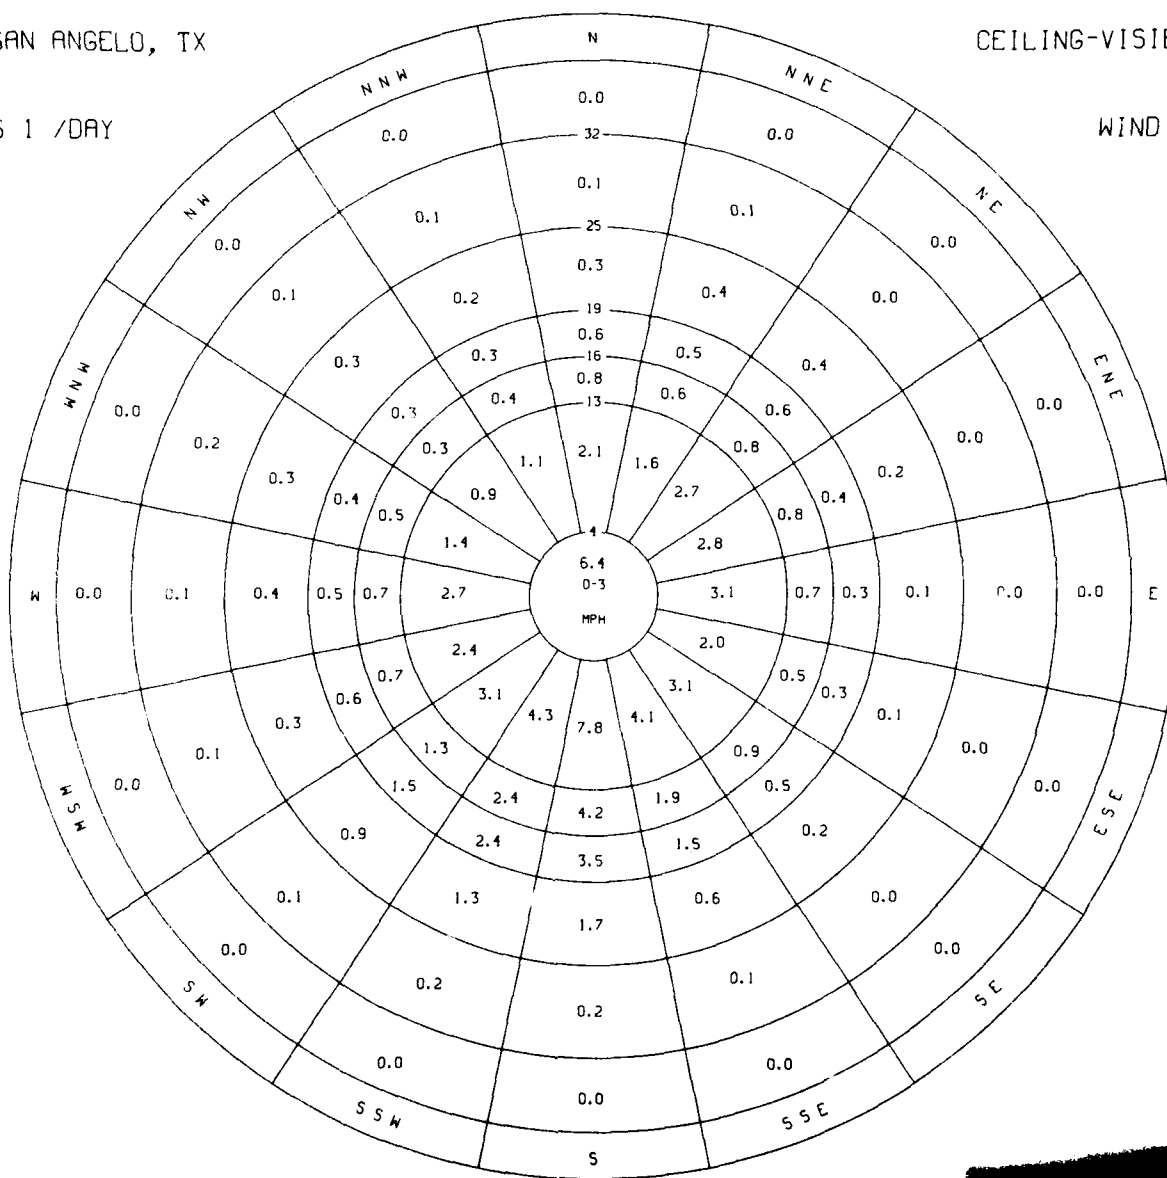 SAN ANGELO, TX
CEILING-VISIB
S 1 /DAY
WIND
N
NNW
NNE
0.0
0.0 32 0.0
NW
0.1
NE
0.1 0.1
0.0 25 0.0
0.3
0.1 0.2 0.4 0.0
19
0.6
WNW 0.3 0.3 16 0.5 0.4 ENE
0.8
0.4 13 0.6
0.0 0.3 0.6 0.0
0.2 0.3 2.1 0.8 0.0
1.1 1.6
0.3 0.4 0.9 2.7 0.4 0.2
0.5 0.8
4
1.4 2.8
6.4
0-3
W 0.0 0.1 0.4 0.5 0.7 2.7 3.1 0.7 0.3 0.1 0.0 0.0 E
MPH
2.4 2.0
0.7 0.5
0.6 3.1 3.1 0.3
0.3 4.3 7.8 4.1 0.1
0.1 1.3 0.9 0.0
0.0 1.5 0.5 0.0
2.4 1.9
WSW 4.2 ESE
0.9 2.4 1.5 0.2
3.5
0.1 1.3 0.6 0.0
1.7
0.0 0.0
0.2 0.1
SW SE
0.2
0.0 0.0
0.0
SSW SSE
S